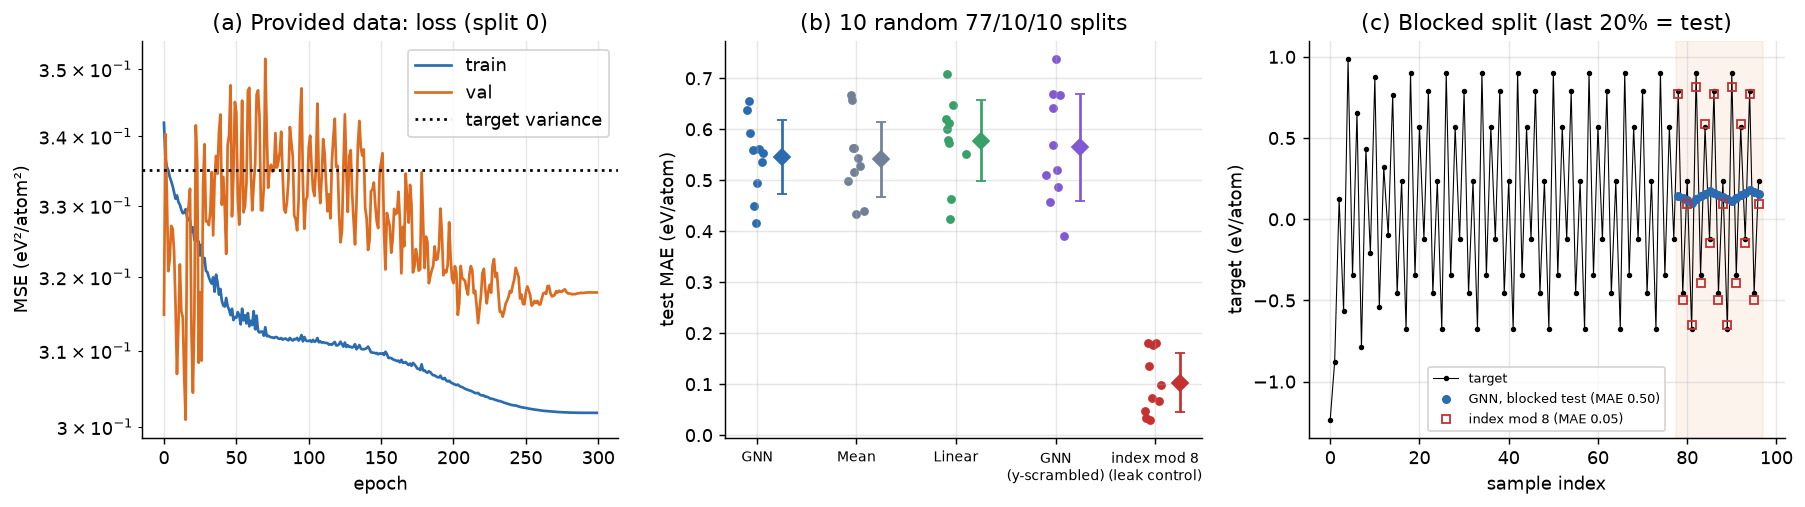 (a) Provided data: loss (split 0)
MSE (eV²/atom²)
3.5 × 10⁻¹
3.4 × 10⁻¹
3.3 × 10⁻¹
3.2 × 10⁻¹
3.1 × 10⁻¹
3 × 10⁻¹
train
val
target variance
0 50 100 150 200 250 300
epoch
(b) 10 random 77/10/10 splits
test MAE (eV/atom)
0.7
0.6
0.5
0.4
0.3
0.2
0.1
0.0
GNN Mean Linear GNN index mod 8
(y-scrambled) (leak control)
(c) Blocked split (last 20% = test)
target (eV/atom)
1.0
0.5
0.0
−0.5
−1.0
target
GNN, blocked test (MAE 0.50)
index mod 8 (MAE 0.05)
0 20 40 60 80 100
sample index